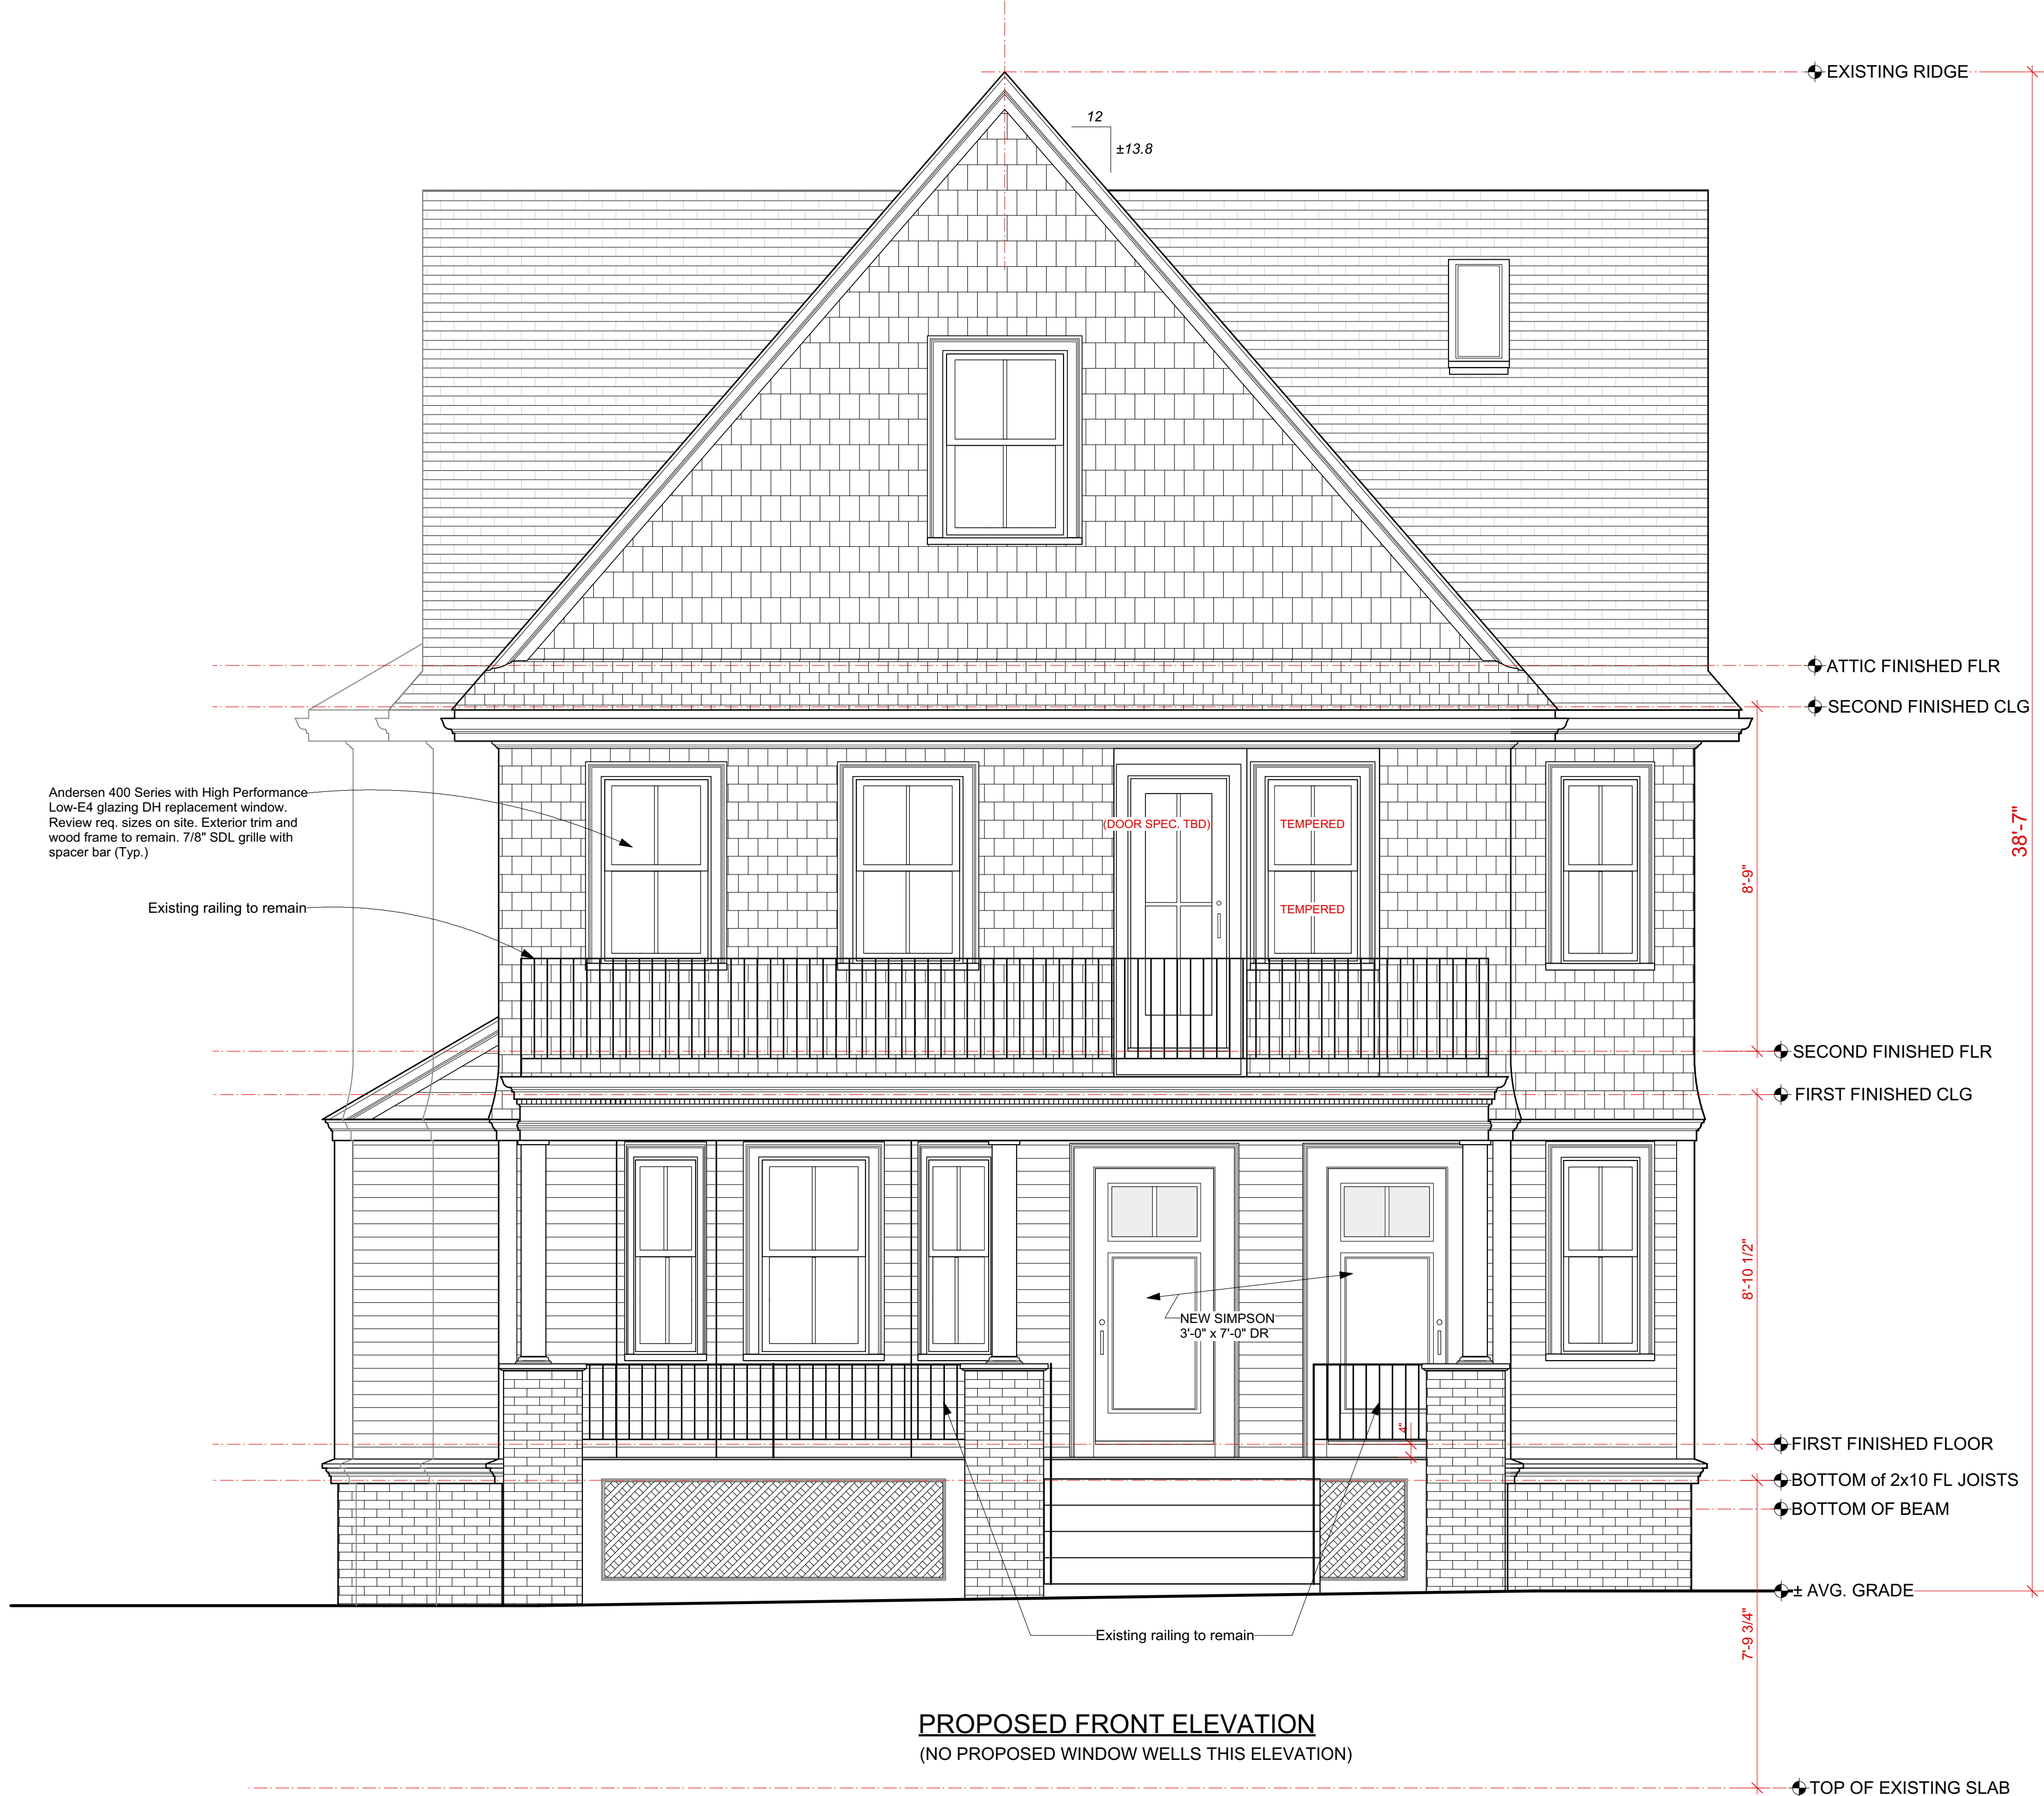 EXISTING RIDGE
12
±13.8
ATTIC FINISHED FLR
SECOND FINISHED CLG
Andersen 400 Series with High Performance
Low-E4 glazing DH replacement window.
Review req. sizes on site. Exterior trim and
wood frame to remain. 7/8" SDL grille with
spacer bar (Typ.)
(DOOR SPEC. TBD)
TEMPERED
TEMPERED
38'-7"
8'-9"
Existing railing to remain
SECOND FINISHED FLR
FIRST FINISHED CLG
8'-10 1/2"
NEW SIMPSON
3'-0" x 7'-0" DR
4"
FIRST FINISHED FLOOR
BOTTOM of 2x10 FL JOISTS
BOTTOM OF BEAM
± AVG. GRADE
Existing railing to remain
7'-9 3/4"
PROPOSED FRONT ELEVATION
(NO PROPOSED WINDOW WELLS THIS ELEVATION)
TOP OF EXISTING SLAB